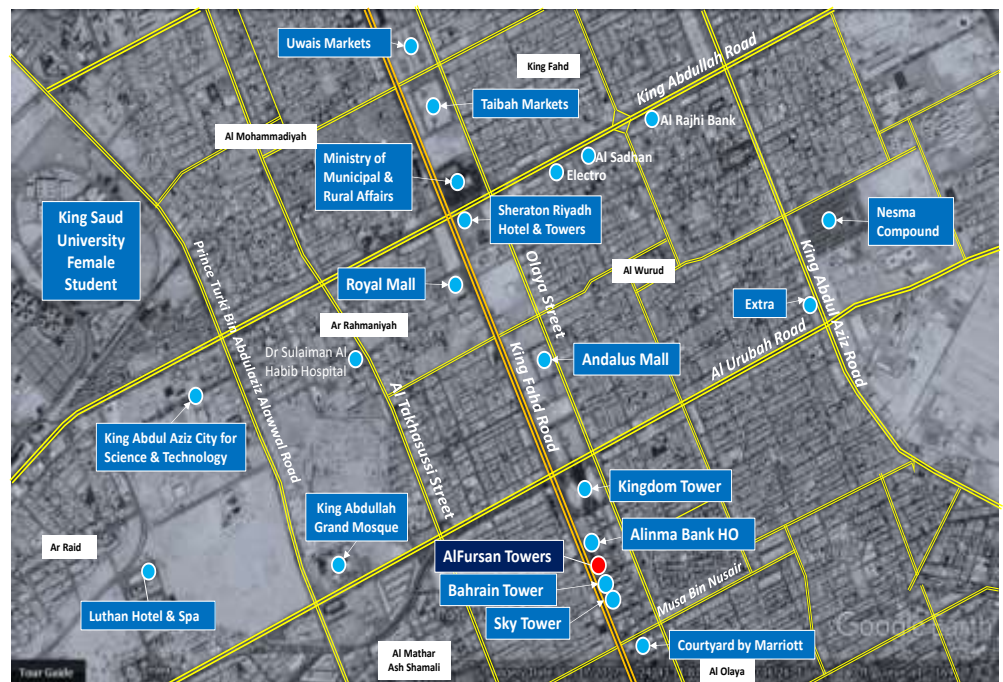 Uwais Markets
King Fahd
King Abdullah Road
Taibah Markets
Al Rajhi Bank
Al Mohammadiyah
Al Sadhan
Electro
Ministry of
Municipal &
Rural Affairs
King Saud
University
Female
Student
Sheraton Riyadh
Hotel & Towers
Nesma
Compound
Prince Turki Bin Abdulaziz Alawwal Road
Olaya Street
King Abdul Aziz Road
Al Wurud
Royal Mall
Extra
Ar Rahmaniyah
Al Urubah Road
Dr Sulaiman Al
Habib Hospital
King Fahd Road
Andalus Mall
Al Takhasussi Street
King Abdul Aziz City for
Science & Technology
Kingdom Tower
King Abdullah
Grand Mosque
Alinma Bank HO
Ar Raid
AlFursan Towers
Bahrain Tower
Musa Bin Nusair
Luthan Hotel & Spa
Sky Tower
Google Earth
Courtyard by Marriott
Al Mathar
Ash Shamali
Al Olaya
Tour Guide